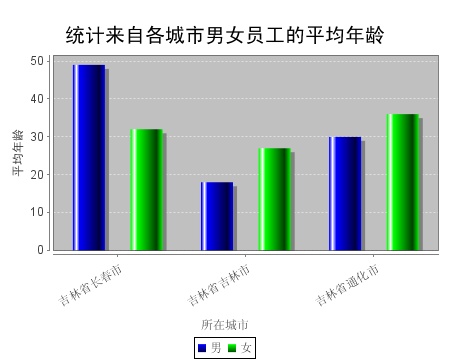 统计来自各城市男女员工的平均年龄
平均年龄
50
40
30
20
10
0
吉林省长春市
吉林省吉林市
吉林省通化市
所在城市
男 女